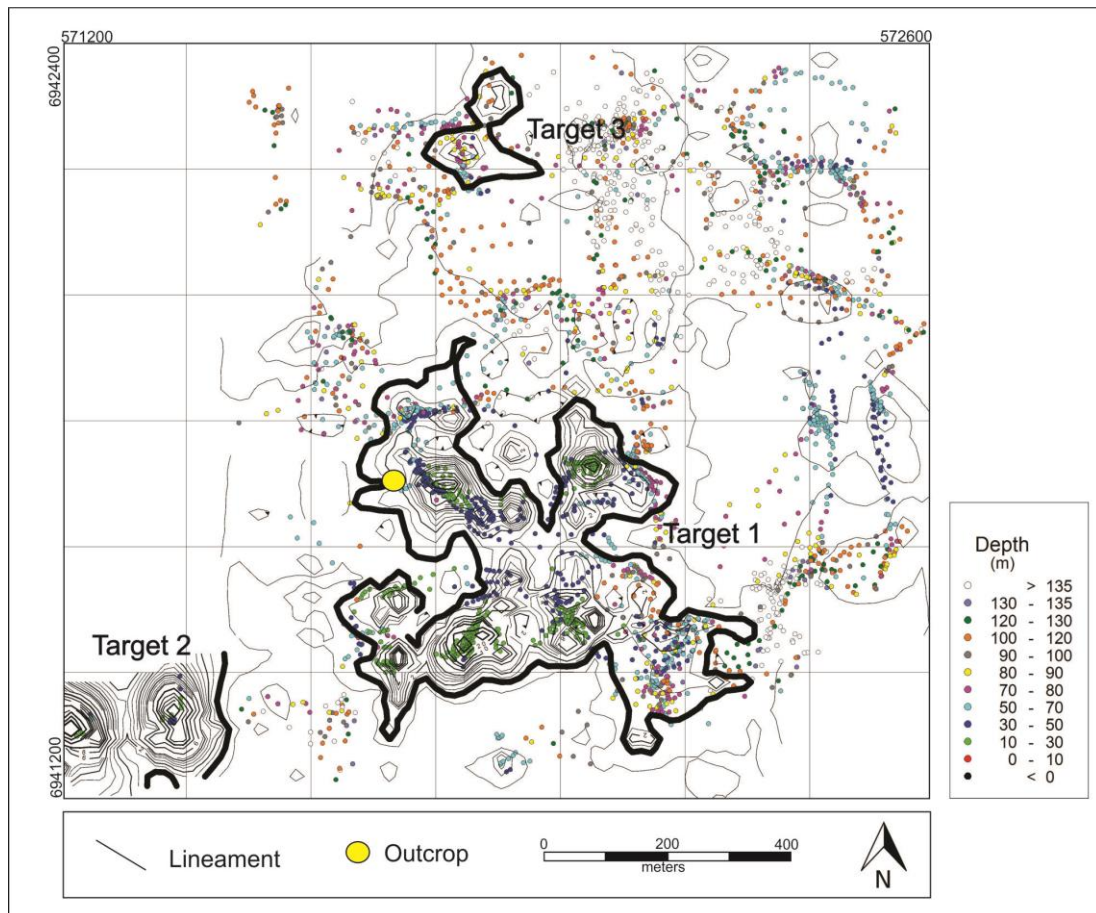 571200
572600
6942400
Target 3
Target 1
Target 2
6941200
Depth
(m)
> 135
130 - 135
120 - 130
100 - 120
90 - 100
80 - 90
70 - 80
50 - 70
30 - 50
10 - 30
0 - 10
< 0
Lineament
Outcrop
0 200 400
meters
N